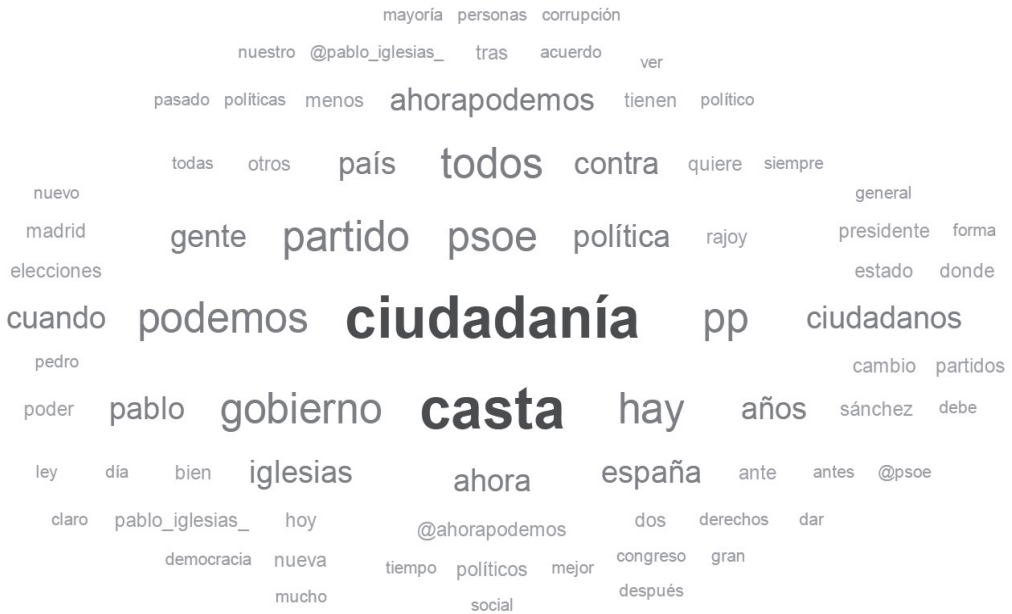 mayoría personas corrupción
nuestro @pablo_iglesias_ tras acuerdo ver
pasado políticas menos ahorapodemos tienen político
todas otros país todos contra quiere siempre
nuevo general
madrid gente partido psoe política rajoy presidente forma
elecciones estado donde
cuando podemos ciudadanía pp ciudadanos
pedro cambio partidos
poder pablo gobierno casta hay años sánchez debe
ley día bien iglesias ahora españa ante antes @psoe
claro pablo_iglesias_ hoy @ahorapodemos dos derechos dar
democracia nueva tiempo políticos mejor congreso gran
mucho social después